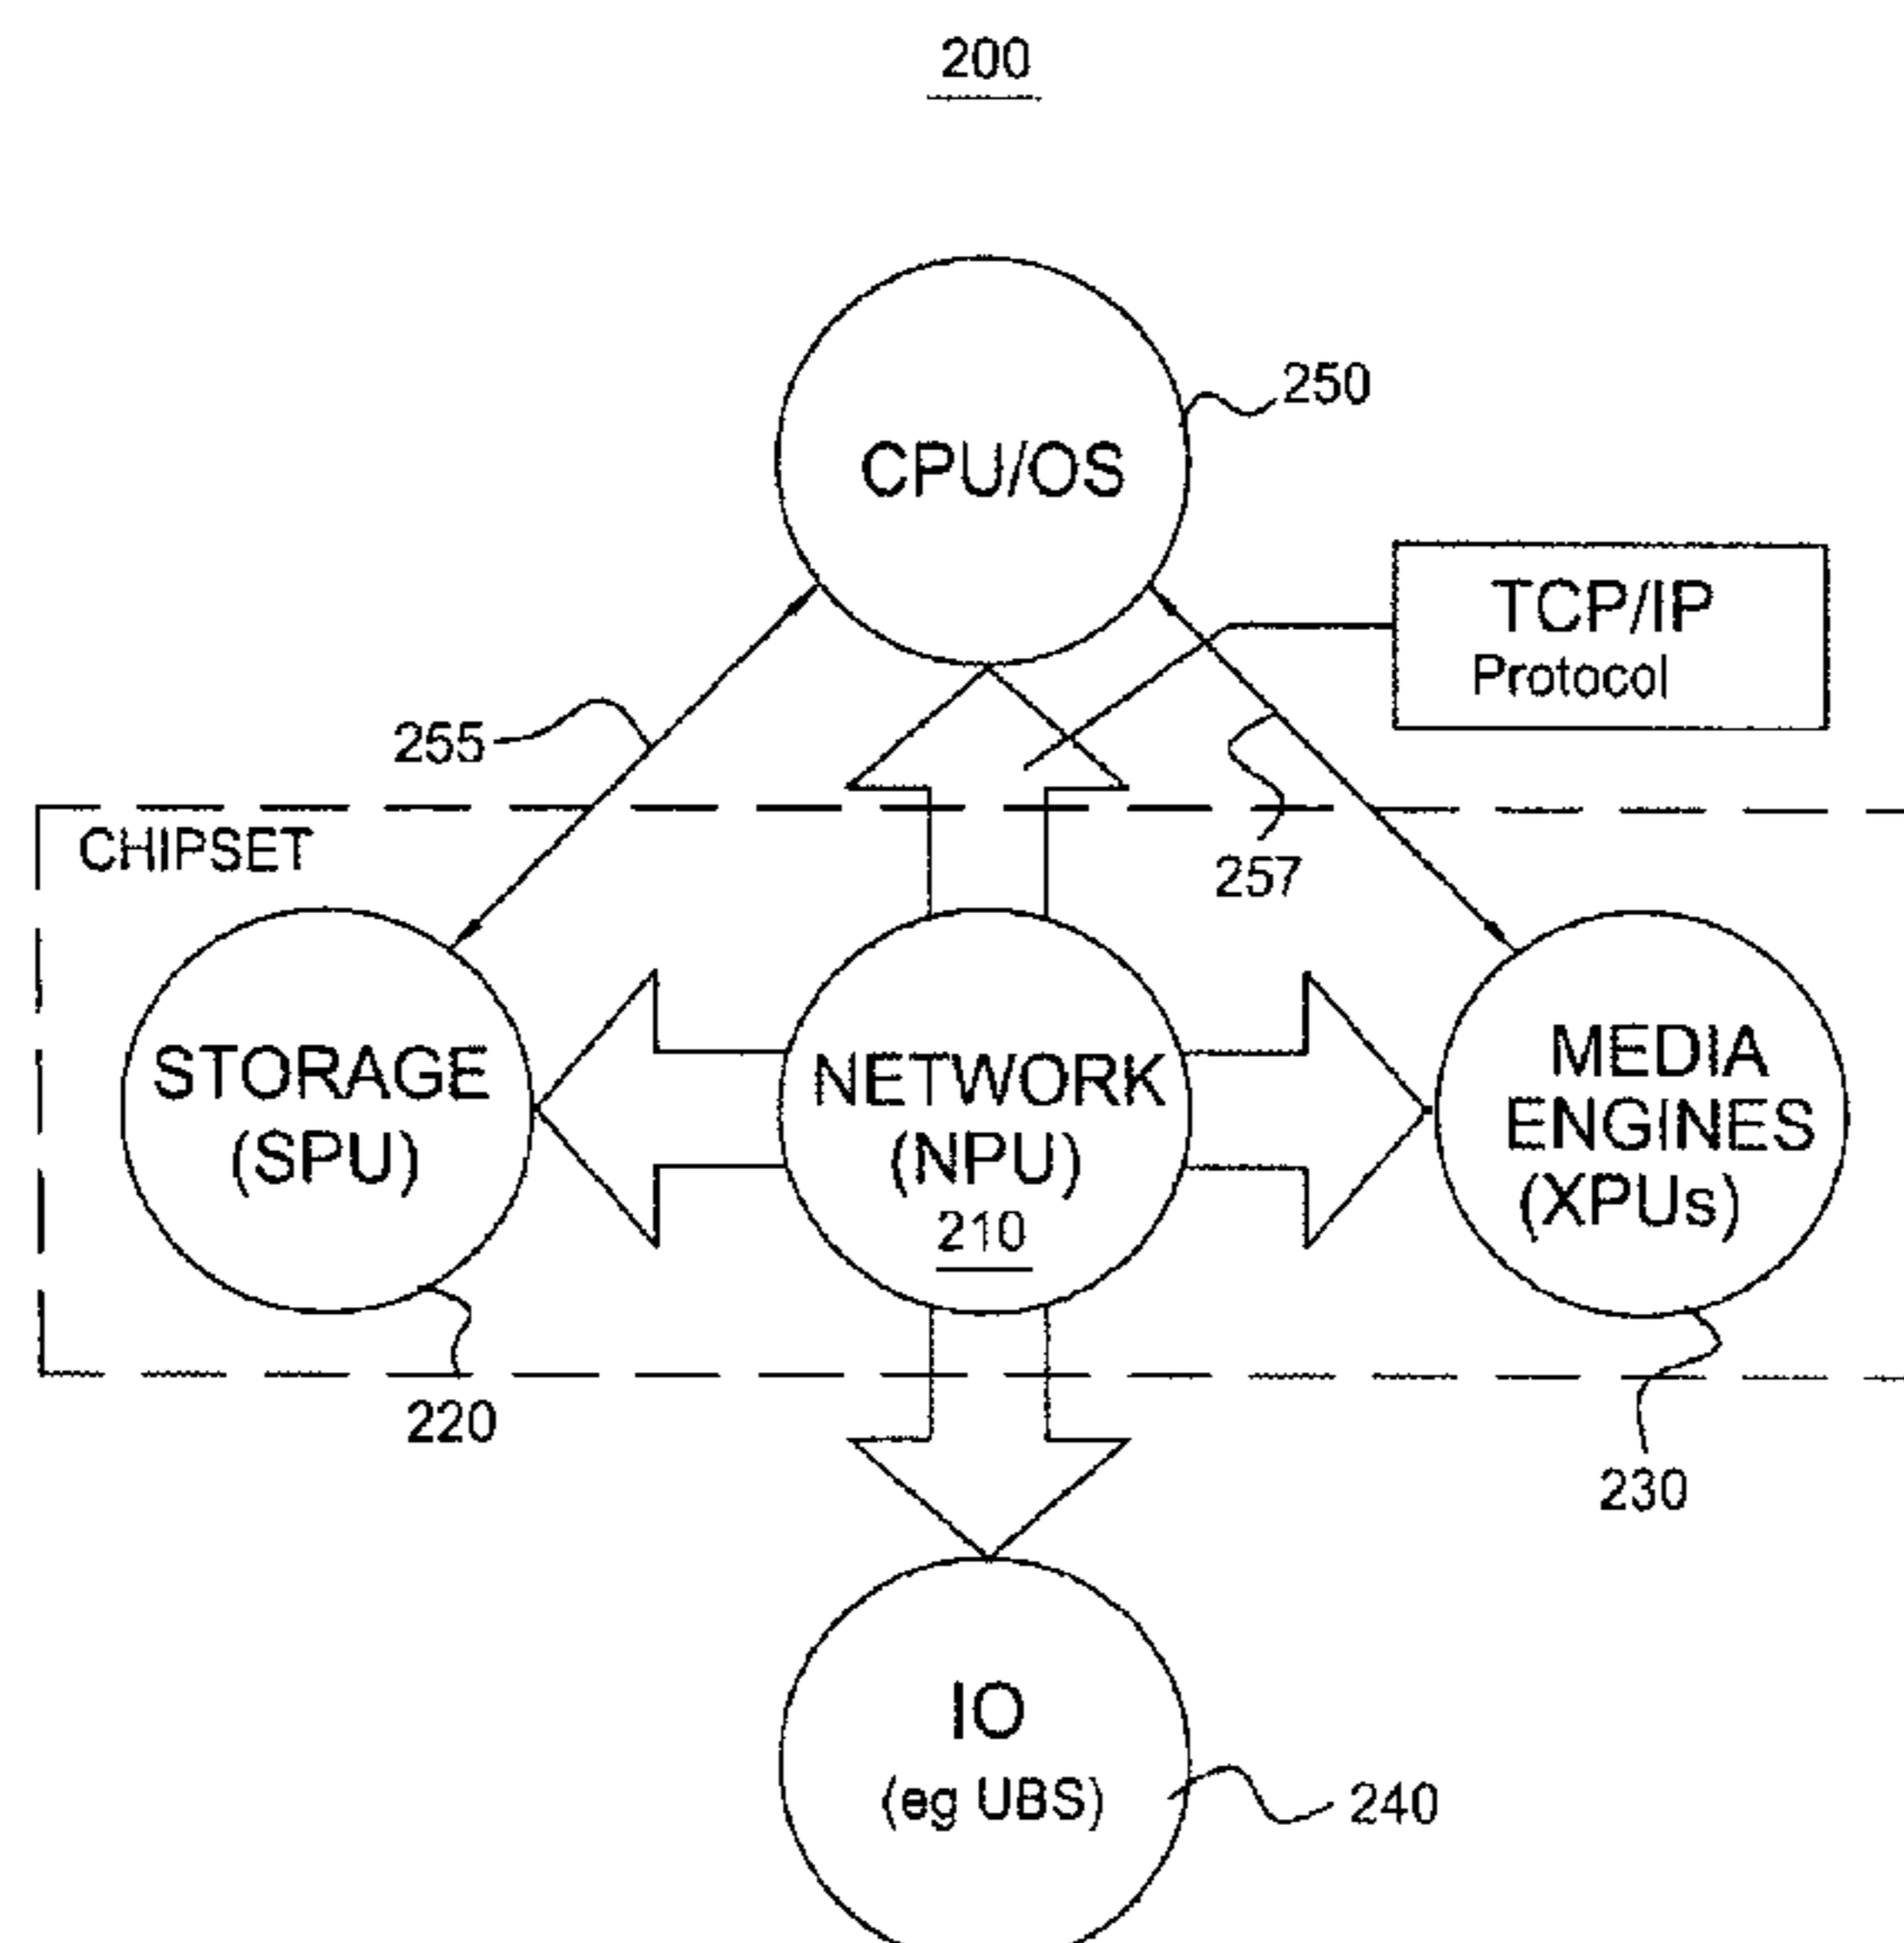 200
250
CPU/OS
TCP/IP
Protocol
255
CHIPSET
257
STORAGE
(SPU)
NETWORK
(NPU)
210
MEDIA
ENGINES
(XPUs)
220
230
IO
(eg UBS)
240